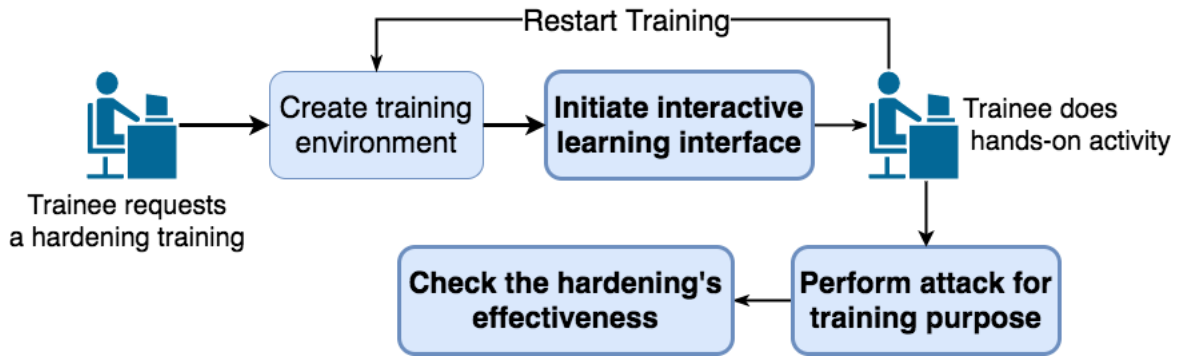 Restart Training
Create training
environment
Initiate interactive
learning interface
Trainee does
hands-on activity
Trainee requests
a hardening training
Check the hardening's
effectiveness
Perform attack for
training purpose